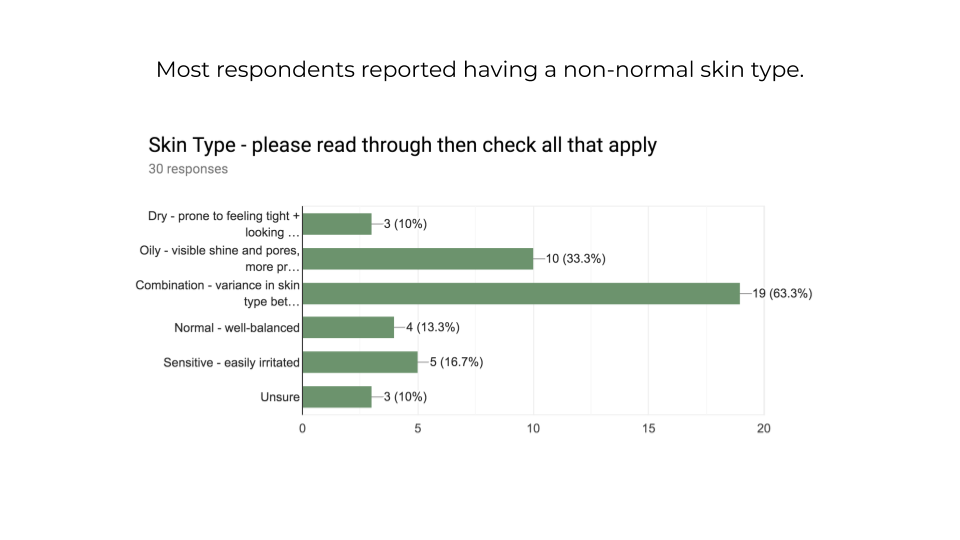 Most respondents reported having a non-normal skin type.
Skin Type - please read through then check all that apply
30 responses
Dry - prone to feeling tight +
looking …
3 (10%)
Oily - visible shine and pores,
more pr…
10 (33.3%)
Combination - variance in skin
type bet…
19 (63.3%)
Normal - well-balanced
4 (13.3%)
Sensitive - easily irritated
5 (16.7%)
Unsure
3 (10%)
0 5 10 15 20